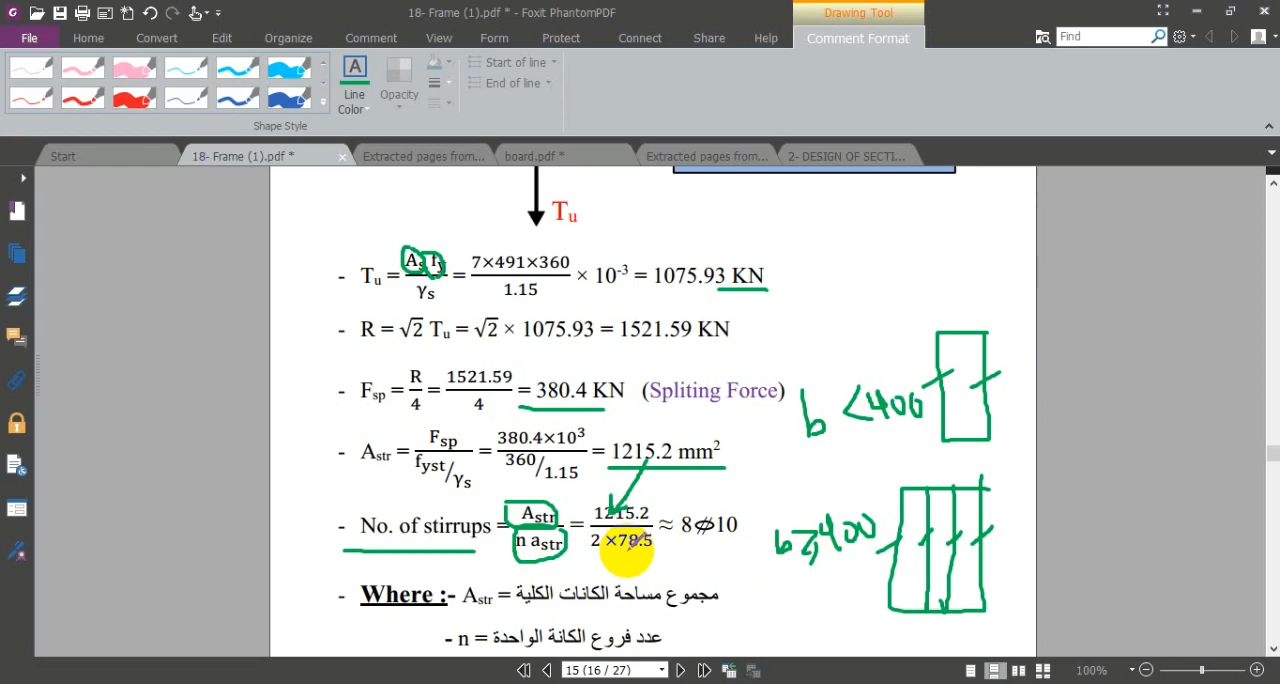 18- Frame (1).pdf * - Foxit PhantomPDF
Drawing Tool
File Home Convert Edit Organize Comment View Form Protect Connect Share Help Comment Format
Find
Line Color
Opacity
Start of line
End of line
Shape Style
Start
18- Frame (1).pdf *
Extracted pages from...
board.pdf *
Extracted pages from...
2- DESIGN OF SECTI...
Tu
- Tu = As fy / γs = 7×491×360 / 1.15 × 10-3 = 1075.93 KN
- R = √2 Tu = √2 × 1075.93 = 1521.59 KN
- Fsp = R / 4 = 1521.59 / 4 = 380.4 KN (Spliting Force)
b < 400
- Astr = Fsp / fyst/γs = 380.4×10³ / 360/1.15 = 1215.2 mm²
- No. of stirrups = Astr / n astr = 1215.2 / 2 ×78.5 ≈ 8 ϕ 10
b ≥ 400
- Where :- Astr = مجموع مساحة الكانات الكلية
- n = عدد فروع الكانة الواحدة
15 (16 / 27)
100%